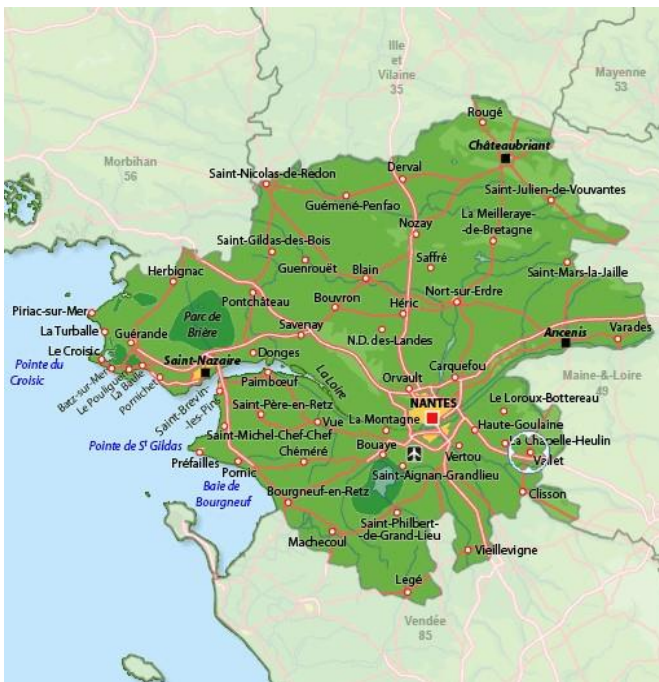 Ille
et
Vilaine
35
Mayenne
53
Rougé
Châteaubriant
Morbihan
56
Saint-Nicolas-de-Redon
Derval
Saint-Julien-de-Vouvantes
Guémené-Penfao
La Meilleraye-
-de-Bretagne
Nozay
Saint-Gildas-des-Bois
Saffré
Guenrouët
Blain
Saint-Mars-la-Jaille
Herbignac
Pontchâteau
Bouvron
Nort-sur-Erdre
Héric
Piriac-sur-Mer
Parc de
Brière
La Turballe
Guérande
Savenay
N.D. des-Landes
Ancenis
Varades
Le Croisic
Pointe du
Croisic
Batz-sur-Mer
Le Pouliguen
La Baule
Pornichet
Saint-Nazaire
Donges
La Loire
Carquefou
Maine-&-Loire
49
Saint-Brevin-
-les-Pins
Paimbœuf
Orvault
NANTES
Le Loroux-Bottereau
Saint-Père-en-Retz
La Montagne
Haute-Goulaine
Vue
Saint-Michel-Chef-Chef
La Chapelle-Heulin
Pointe de St Gildas
Bouaye
Vertou
Vallet
Préfailles
Chéméré
Pornic
Saint-Aignan-Grandlieu
Baie de
Bourgneuf
Bourgneuf-en-Retz
Clisson
Saint-Philbert-
-de-Grand-Lieu
Machecoul
Vieillevigne
Legé
Vendée
85